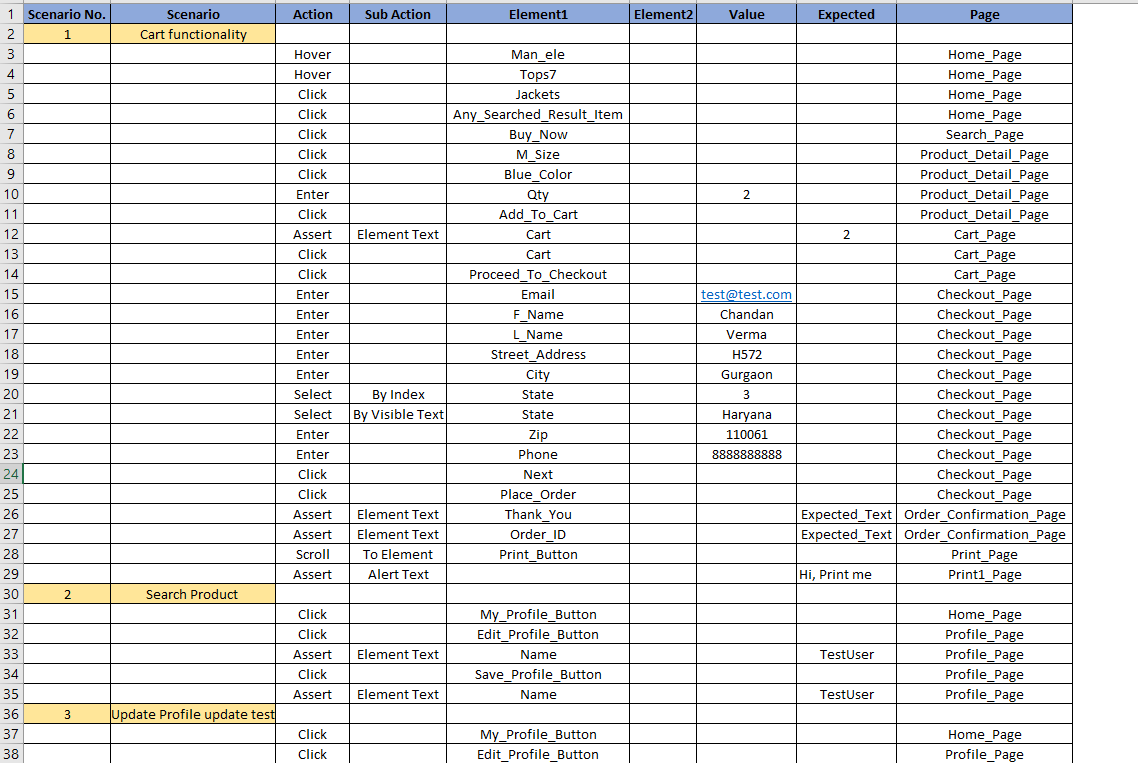 1 Scenario No. Scenario Action Sub Action Element1 Element2 Value Expected Page
2 1 Cart functionality
3 Hover Man_ele Home_Page
4 Hover Tops7 Home_Page
5 Click Jackets Home_Page
6 Click Any_Searched_Result_Item Home_Page
7 Click Buy_Now Search_Page
8 Click M_Size Product_Detail_Page
9 Click Blue_Color Product_Detail_Page
10 Enter Qty 2 Product_Detail_Page
11 Click Add_To_Cart Product_Detail_Page
12 Assert Element Text Cart 2 Cart_Page
13 Click Cart Cart_Page
14 Click Proceed_To_Checkout Cart_Page
15 Enter Email test@test.com Checkout_Page
16 Enter F_Name Chandan Checkout_Page
17 Enter L_Name Verma Checkout_Page
18 Enter Street_Address H572 Checkout_Page
19 Enter City Gurgaon Checkout_Page
20 Select By Index State 3 Checkout_Page
21 Select By Visible Text State Haryana Checkout_Page
22 Enter Zip 110061 Checkout_Page
23 Enter Phone 8888888888 Checkout_Page
24 Click Next Checkout_Page
25 Click Place_Order Checkout_Page
26 Assert Element Text Thank_You Expected_Text Order_Confirmation_Page
27 Assert Element Text Order_ID Expected_Text Order_Confirmation_Page
28 Scroll To Element Print_Button Print_Page
29 Assert Alert Text Hi, Print me Print1_Page
30 2 Search Product
31 Click My_Profile_Button Home_Page
32 Click Edit_Profile_Button Profile_Page
33 Assert Element Text Name TestUser Profile_Page
34 Click Save_Profile_Button Profile_Page
35 Assert Element Text Name TestUser Profile_Page
36 3 Update Profile update test
37 Click My_Profile_Button Home_Page
38 Click Edit_Profile_Button Profile_Page